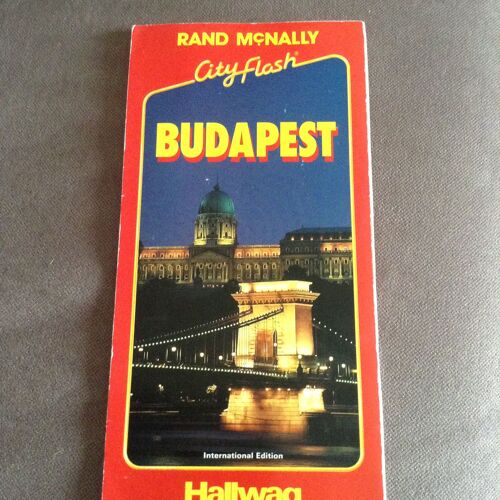 RAND McNALLY
City Flash®
BUDAPEST
International Edition
Hallwag